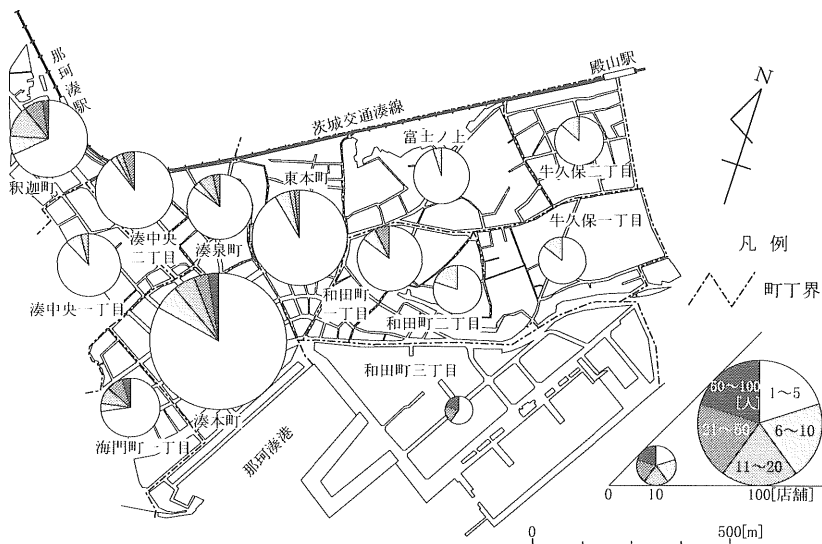 那珂湊駅
殿山駅
N
茨城交通湊線
富士ノ上
牛久保二丁目
釈迦町
東本町
湊中央
二丁目
湊泉町
牛久保一丁目
凡 例
町丁界
湊中央一丁目
和田町
一丁目
和田町二丁目
和田町三丁目
湊本町
海門町一丁目
那珂湊港
60〜100
[人]
1〜5
21〜50
6〜10
11〜20
0
10
100[店舗]
0
500[m]